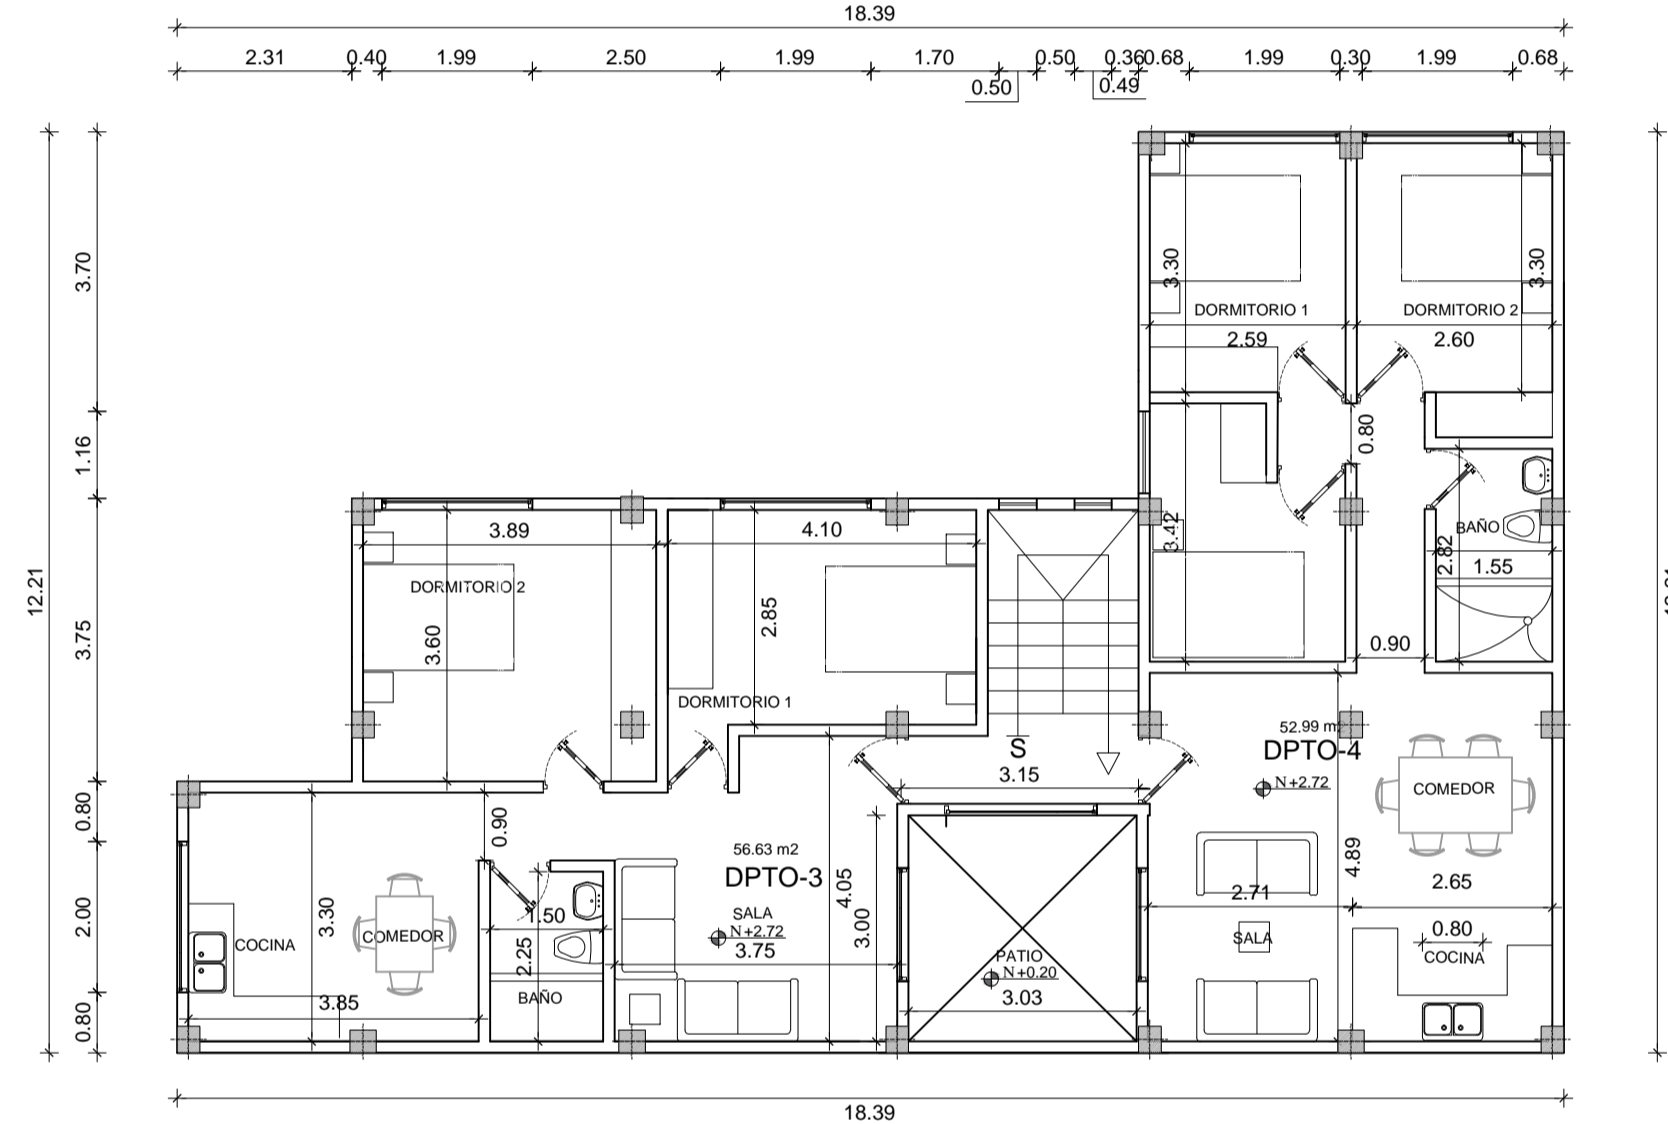 18.39
2.31 0.40 1.99 2.50 1.99 1.70 0.50 0.36 0.68 1.99 0.30 1.99 0.68
0.50 0.49
3.70
1.16
3.75
0.80
2.00
0.80
12.21
3.30
3.30
DORMITORIO 1
DORMITORIO 2
2.59
2.60
0.80
3.42
BAÑO
2.82
1.55
0.90
3.89
4.10
DORMITORIO 2
3.60
2.85
DORMITORIO 1
S
3.15
52.99 m
DPTO-4
N+2.72
COMEDOR
4.89
2.71
2.65
SALA
0.80
COCINA
0.90
56.63 m2
DPTO-3
SALA
N+2.72
3.75
4.05
3.00
3.30
COCINA
COMEDOR
3.85
1.50
2.25
BAÑO
PATIO
N+0.20
3.03
18.39